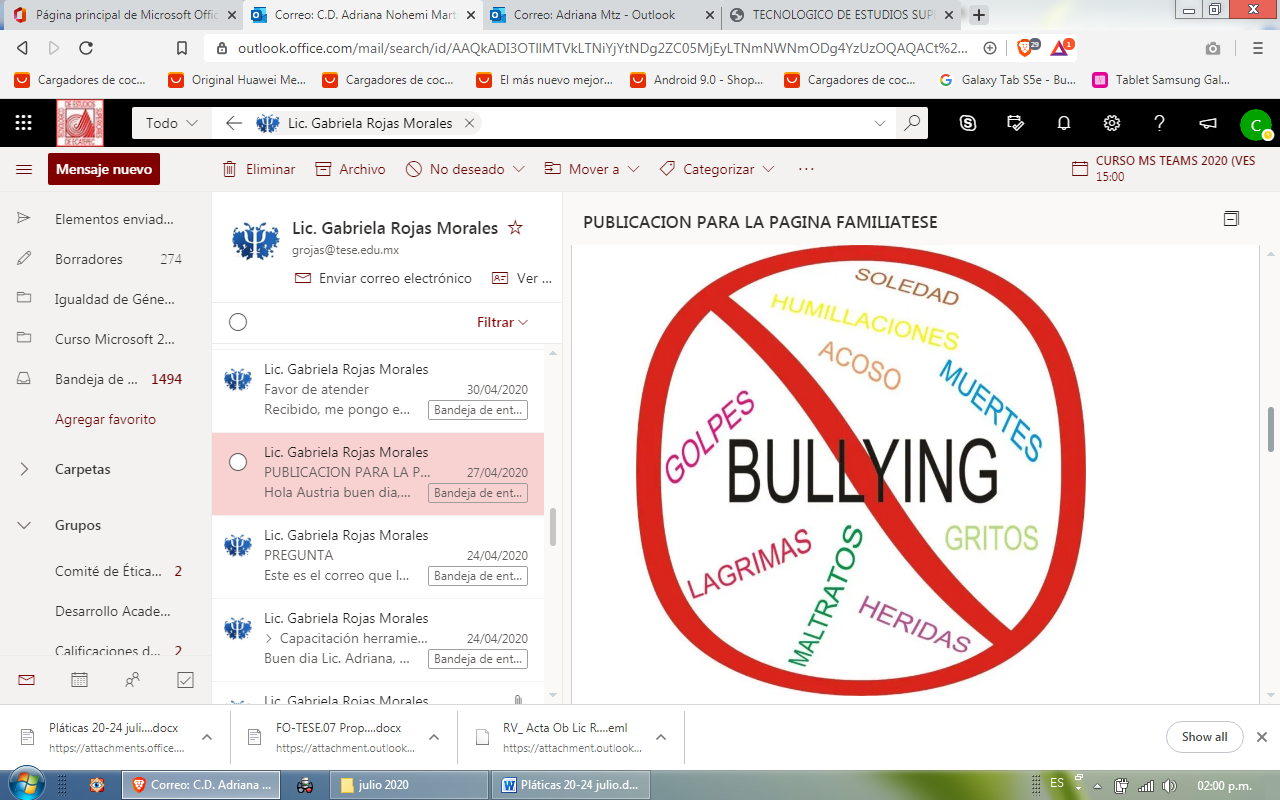 Página principal de Microsoft Offic
Correo: C.D. Adriana Nohemi Mart
Correo: Adriana Mtz - Outlook
TECNOLOGICO DE ESTUDIOS SUPE
outlook.office.com/mail/search/id/AAQkADI3OTllMTVkLTNiYjYtNDg2ZC05MjEyLTNmNWNmODg4YzUzOQAQACt%2...
29
1
Cargadores de coc...
Original Huawei Me...
Cargadores de coc...
El más nuevo mejor...
Android 9.0 - Shop...
Cargadores de coc...
Galaxy Tab S5e - Bu...
Tablet Samsung Gal...
Todo
Lic. Gabriela Rojas Morales
C
Mensaje nuevo
Eliminar
Archivo
No deseado
Mover a
Categorizar
CURSO MS TEAMS 2020 (VES
15:00
Elementos enviad...
Borradores 274
Igualdad de Géne...
Curso Microsoft 2...
Bandeja de ... 1494
Agregar favorito
Carpetas
Grupos
Comité de Ética... 2
Desarrollo Acade...
Calificaciones d... 2
Lic. Gabriela Rojas Morales
grojas@tese.edu.mx
Enviar correo electrónico
Ver ...
Filtrar
Lic. Gabriela Rojas Morales
Favor de atender 30/04/2020
Recibido, me pongo e... Bandeja de ent...
Lic. Gabriela Rojas Morales
PUBLICACION PARA LA P... 27/04/2020
Hola Austria buen dia,... Bandeja de ent...
Lic. Gabriela Rojas Morales
PREGUNTA 24/04/2020
Este es el correo que l... Bandeja de ent...
Lic. Gabriela Rojas Morales
Capacitación herramie... 24/04/2020
Buen dia Lic. Adriana, ... Bandeja de ent...
Lic. Gabriela Rojas Morales
PUBLICACION PARA LA PAGINA FAMILIATESE
SOLEDAD
HUMILLACIONES
ACOSO
MUERTES
GOLPES
BULLYING
GRITOS
LAGRIMAS
MALTRATOS
HERIDAS
Pláticas 20-24 juli....docx
https://attachments.office....
FO-TESE.07 Prop....docx
https://attachment.outlook...
RV_ Acta Ob Lic R....eml
https://attachment.outlook...
Show all
Correo: C.D. Adriana ...
julio 2020
Pláticas 20-24 julio.d...
ES
02:00 p.m.